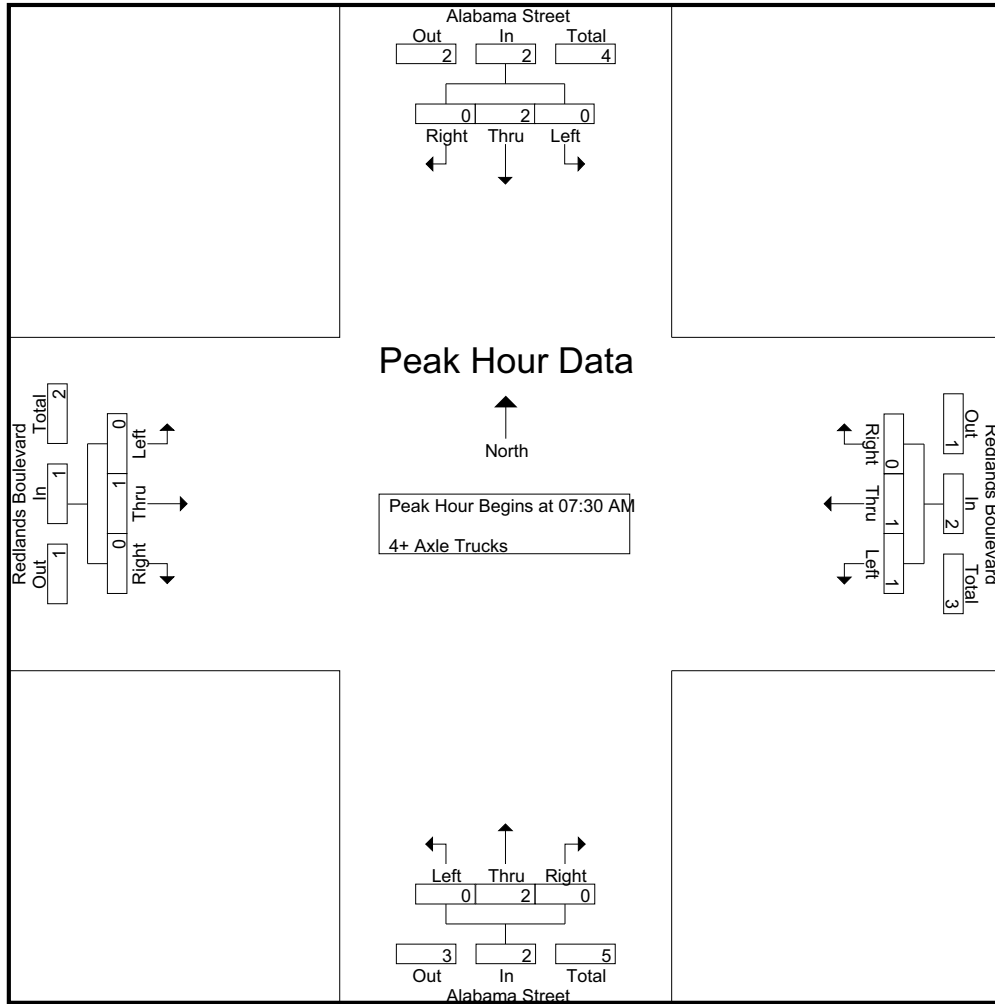 Alabama Street
Out In Total
2 2 4
0 2 0
Right Thru Left
Peak Hour Data
North
Peak Hour Begins at 07:30 AM
4+ Axle Trucks
Redlands Boulevard
Total In Out
2 1 1
0 1 0
Left Thru Right
Redlands Boulevard
Out In Total
1 2 3
0 1 1
Right Thru Left
Left Thru Right
0 2 0
3 2 5
Out In Total
Alabama Street